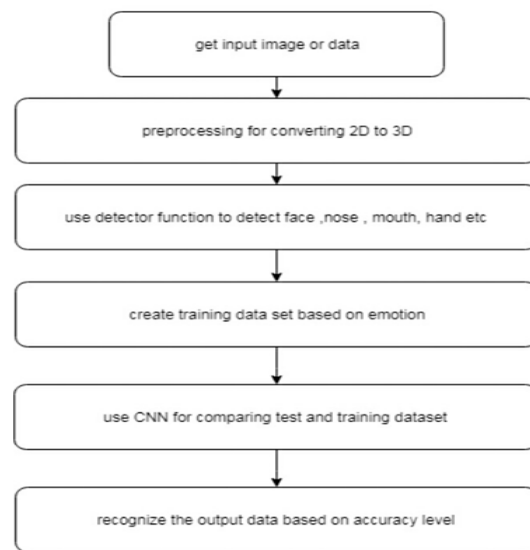 get input image or data
preprocessing for converting 2D to 3D
use detector function to detect face ,nose , mouth, hand etc
create training data set based on emotion
use CNN for comparing test and training dataset
recognize the output data based on accuracy level